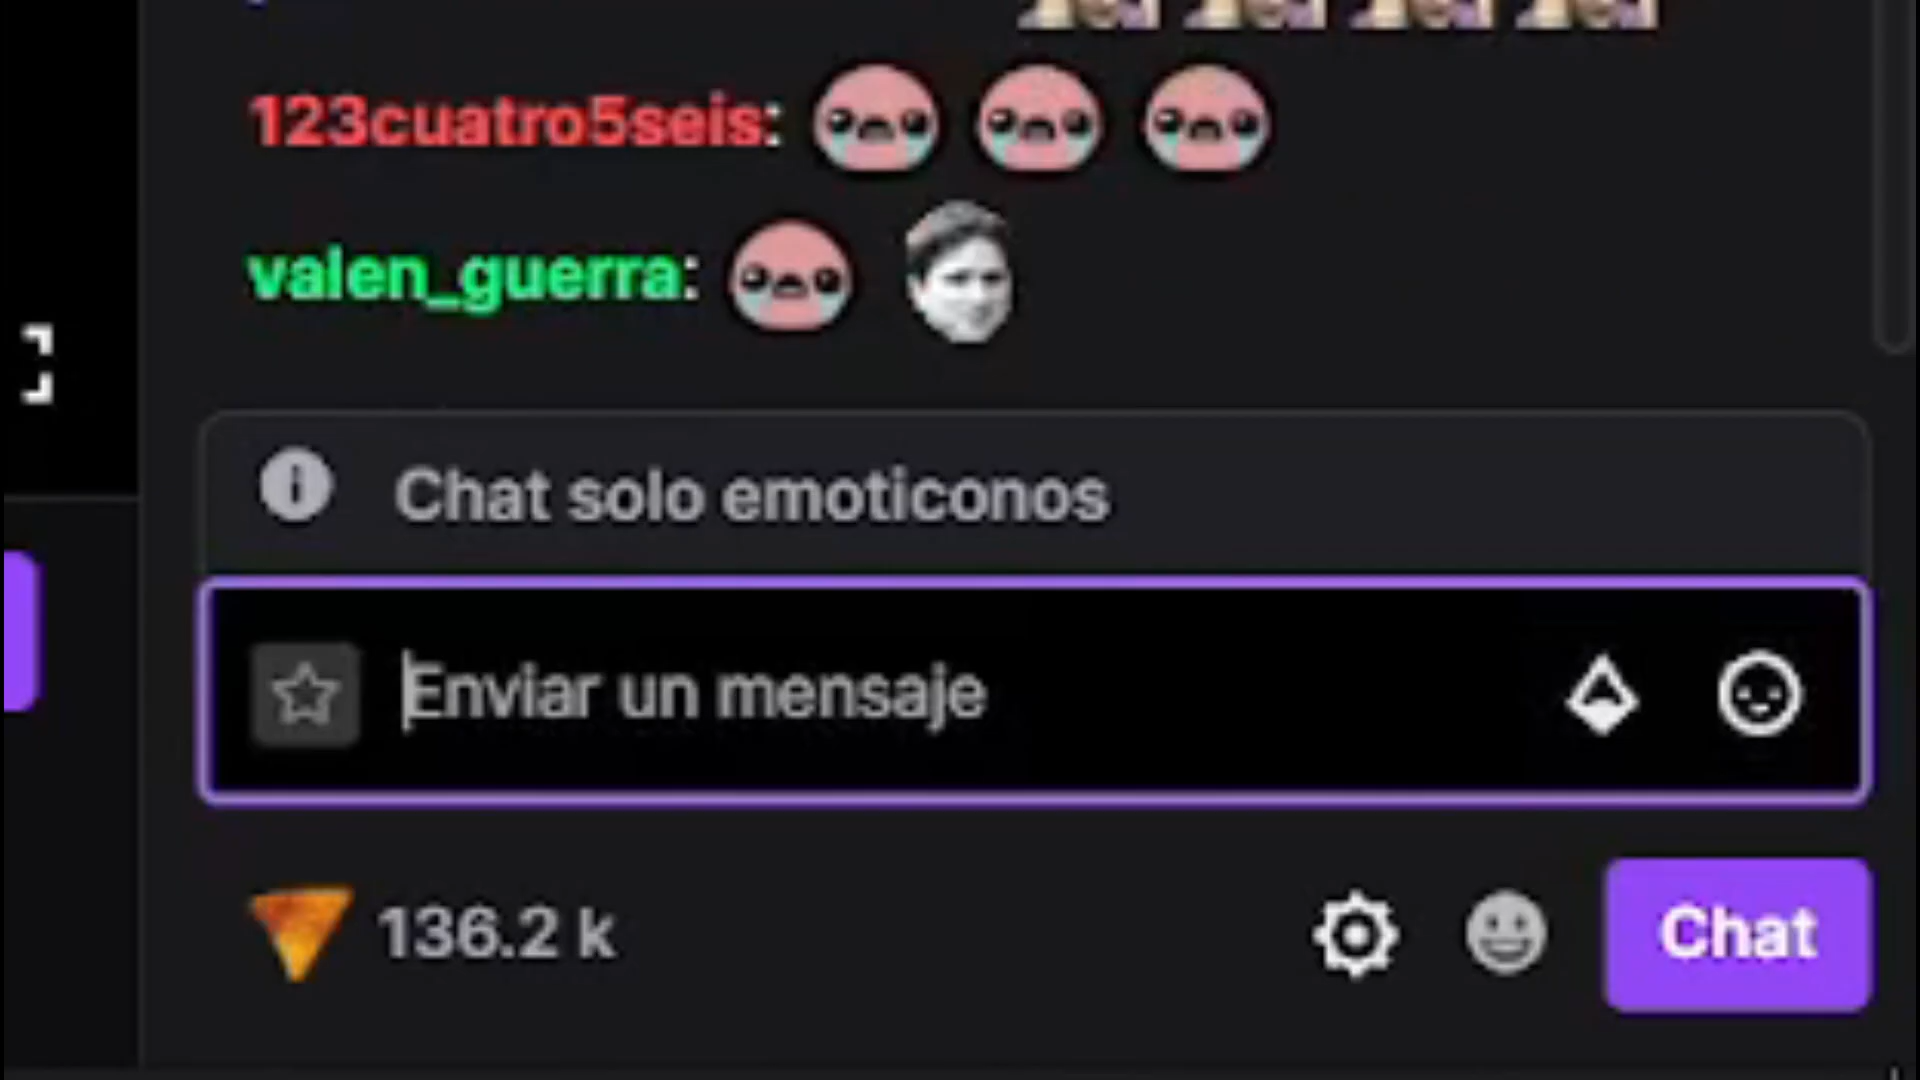 123cuatro5seis:
valen_guerra:
Chat solo emoticonos
Enviar un mensaje
136.2 k
Chat